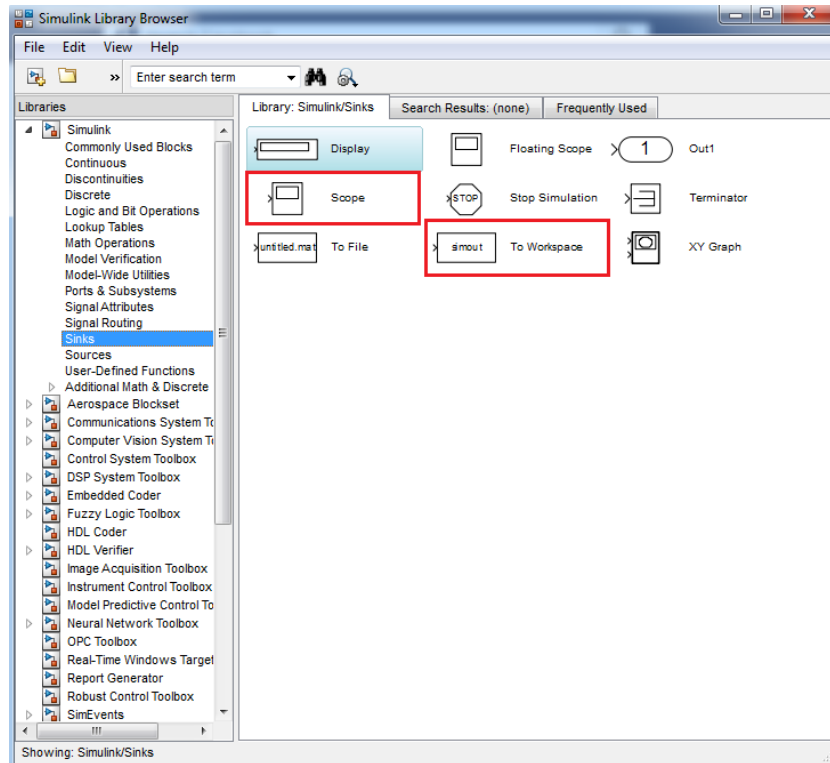 Simulink Library Browser
File Edit View Help
» Enter search term
Libraries
Library: Simulink/Sinks Search Results: (none) Frequently Used
Simulink
Commonly Used Blocks
Continuous
Discontinuities
Discrete
Logic and Bit Operations
Lookup Tables
Math Operations
Model Verification
Model-Wide Utilities
Ports & Subsystems
Signal Attributes
Signal Routing
Sinks
Sources
User-Defined Functions
Additional Math & Discrete
Aerospace Blockset
Communications System To
Computer Vision System To
Control System Toolbox
DSP System Toolbox
Embedded Coder
Fuzzy Logic Toolbox
HDL Coder
HDL Verifier
Image Acquisition Toolbox
Instrument Control Toolbox
Model Predictive Control To
Neural Network Toolbox
OPC Toolbox
Real-Time Windows Target
Report Generator
Robust Control Toolbox
SimEvents
Display Floating Scope 1 Out1
Scope STOP Stop Simulation Terminator
untitled.mat To File simout To Workspace XY Graph
Showing: Simulink/Sinks